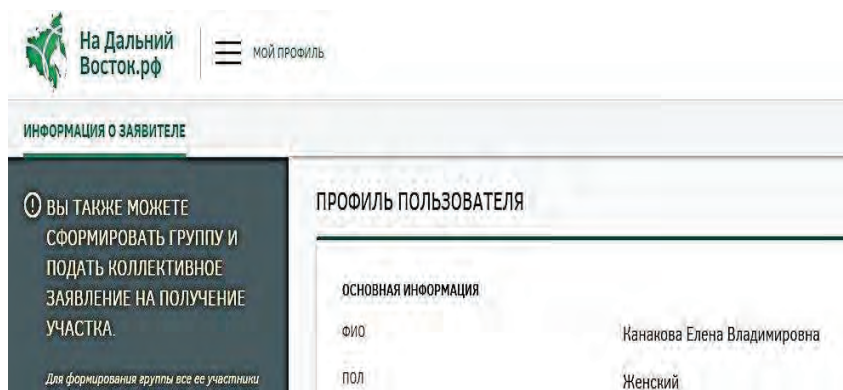 На Дальний
Восток.рф
МОЙ ПРОФИЛЬ
ИНФОРМАЦИЯ О ЗАЯВИТЕЛЕ
ВЫ ТАКЖЕ МОЖЕТЕ
СФОРМИРОВАТЬ ГРУППУ И
ПОДАТЬ КОЛЛЕКТИВНОЕ
ЗАЯВЛЕНИЕ НА ПОЛУЧЕНИЕ
УЧАСТКА.
Для формирования группы все ее участники
ПРОФИЛЬ ПОЛЬЗОВАТЕЛЯ
ОСНОВНАЯ ИНФОРМАЦИЯ
ФИО Канакова Елена Владимировна
ПОЛ Женский